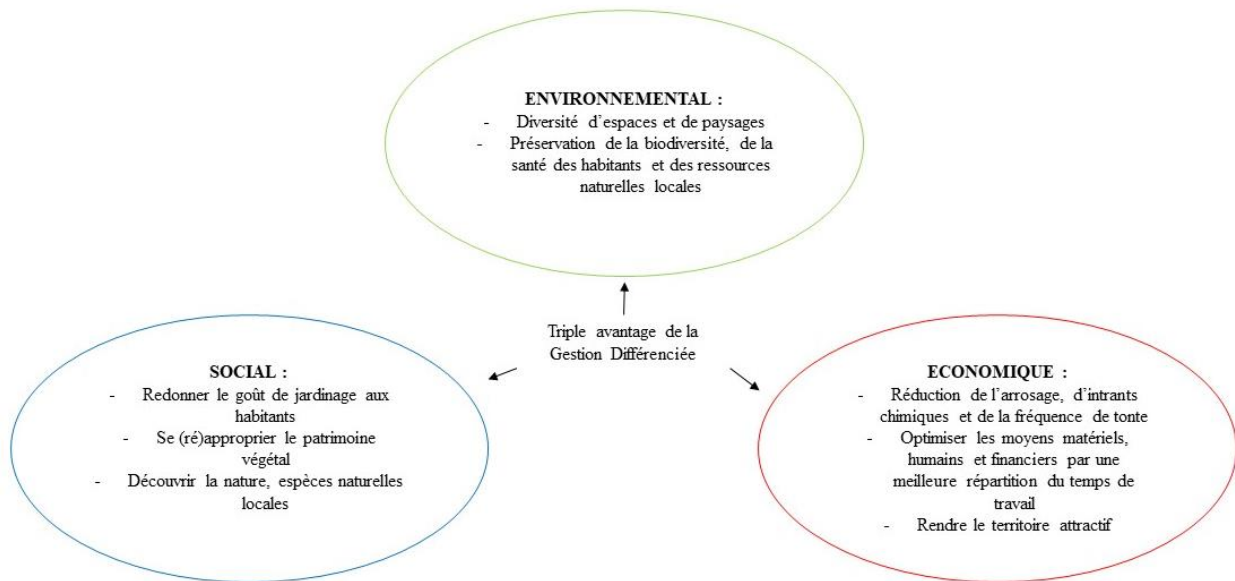 ENVIRONNEMENTAL :
- Diversité d'espaces et de paysages
- Préservation de la biodiversité, de la
santé des habitants et des ressources
naturelles locales
Triple avantage de la
Gestion Différenciée
SOCIAL :
- Redonner le goût de jardinage aux
habitants
- Se (ré)approprier le patrimoine
végétal
- Découvrir la nature, espèces naturelles
locales
ECONOMIQUE :
- Réduction de l'arrosage, d'intrants
chimiques et de la fréquence de tonte
- Optimiser les moyens matériels,
humains et financiers par une
meilleure répartition du temps de
travail
- Rendre le territoire attractif